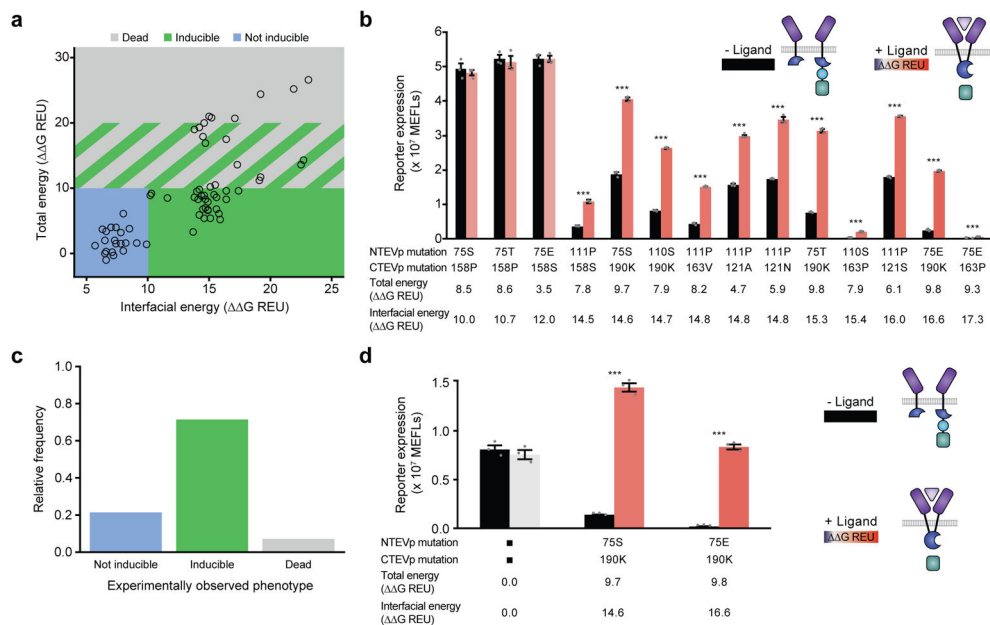 a
Dead
Inducible
Not inducible
30
20
10
0
Total energy (ΔΔG REU)
5
10
15
20
25
Interfacial energy (ΔΔG REU)
b
6
5
4
3
2
1
0
Reporter expression
(x 10⁷ MEFLs)
- Ligand
+ Ligand
ΔΔG REU
***
***
***
***
***
***
***
***
***
***
***
NTEVp mutation 75S 75T 75E 111P 75S 110S 111P 111P 111P 75T 110S 111P 75E 75E
CTEVp mutation 158P 158P 158S 158S 190K 190K 163V 121A 121N 190K 163P 121S 190K 163P
Total energy
(ΔΔG REU)
8.5 8.6 3.5 7.8 9.7 7.9 8.2 4.7 5.9 9.8 7.9 6.1 9.8 9.3
Interfacial energy
(ΔΔG REU)
10.0 10.7 12.0 14.5 14.6 14.7 14.8 14.8 14.8 15.3 15.4 16.0 16.6 17.3
c
1.0
0.8
0.6
0.4
0.2
0.0
Relative frequency
Not inducible
Inducible
Dead
Experimentally observed phenotype
d
1.5
1.0
0.5
0.0
Reporter expression
(x 10⁷ MEFLs)
***
***
NTEVp mutation ■ 75S 75E
CTEVp mutation ■ 190K 190K
Total energy
(ΔΔG REU)
0.0 9.7 9.8
Interfacial energy
(ΔΔG REU)
0.0 14.6 16.6
- Ligand
+ Ligand
ΔΔG REU